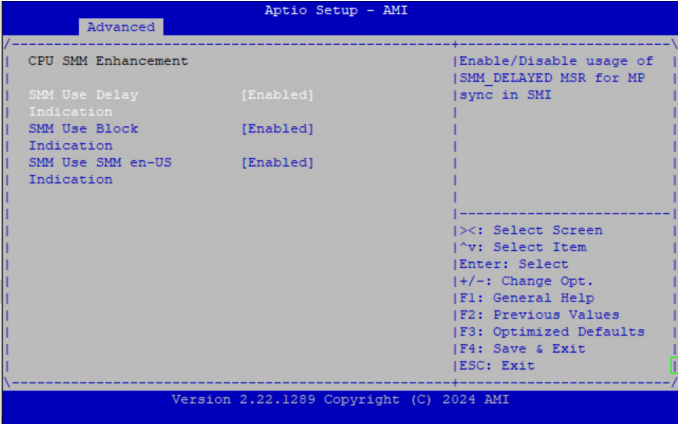 Aptio Setup - AMI
Advanced
CPU SMM Enhancement
SMM Use Delay [Enabled]
Indication
SMM Use Block [Enabled]
Indication
SMM Use SMM en-US [Enabled]
Indication
Enable/Disable usage of
SMM_DELAYED MSR for MP
sync in SMI
><: Select Screen
^v: Select Item
Enter: Select
+/-: Change Opt.
F1: General Help
F2: Previous Values
F3: Optimized Defaults
F4: Save & Exit
ESC: Exit
Version 2.22.1289 Copyright (C) 2024 AMI